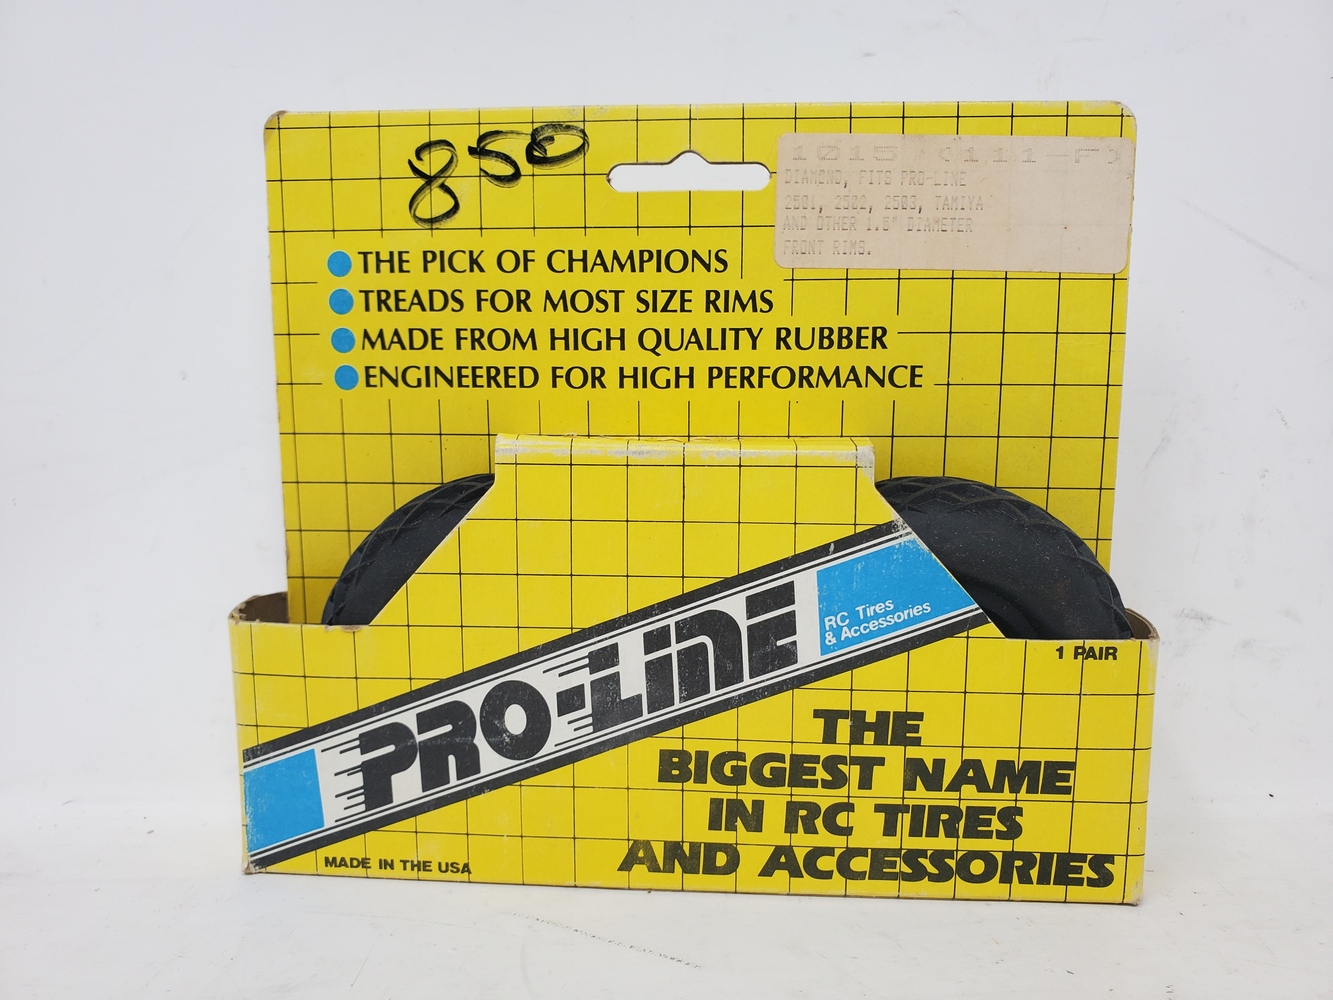 850
1015 (111-F)
DIAMOND, FITS PRO-LINE
2501, 2502, 2503, TAMIYA
AND OTHER 1.5" DIAMETER
FRONT RIMS.
THE PICK OF CHAMPIONS
TREADS FOR MOST SIZE RIMS
MADE FROM HIGH QUALITY RUBBER
ENGINEERED FOR HIGH PERFORMANCE
PRO-LINE
RC Tires
& Accessories
1 PAIR
THE
BIGGEST NAME
IN RC TIRES
AND ACCESSORIES
MADE IN THE USA